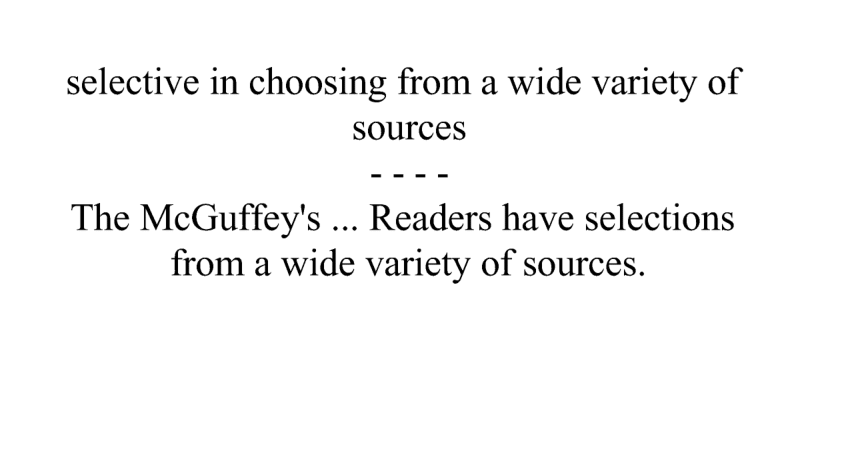 selective in choosing from a wide variety of
sources
- - - -
The McGuffey's ... Readers have selections
from a wide variety of sources.